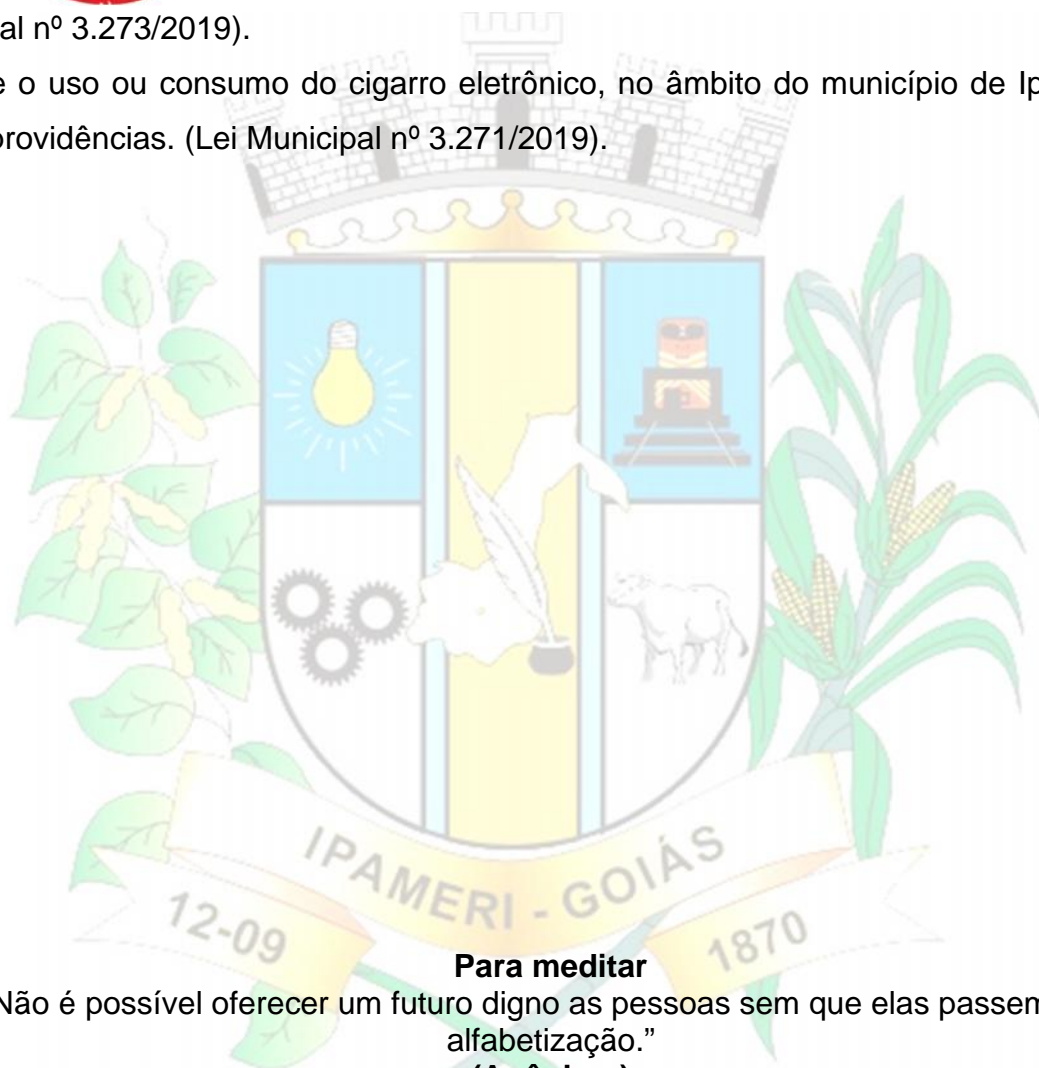 al nº 3.273/2019).
e o uso ou consumo do cigarro eletrônico, no âmbito do município de Ip
providências. (Lei Municipal nº 3.271/2019).
IPAMERI - GOIÁS
12-09
1870
Para meditar
Não é possível oferecer um futuro digno as pessoas sem que elas passem
alfabetização.”